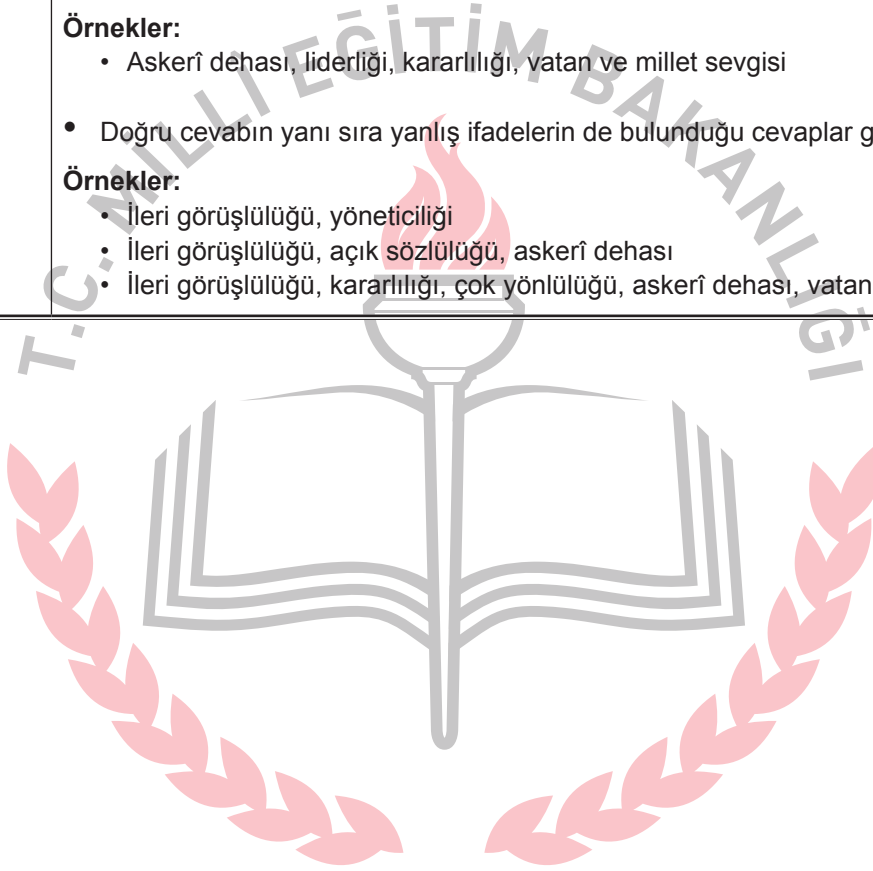 Örnekler:
• Askerî dehası, liderliği, kararlılığı, vatan ve millet sevgisi
• Doğru cevabın yanı sıra yanlış ifadelerin de bulunduğu cevaplar g
Örnekler:
• İleri görüşlülüğü, yöneticiliği
• İleri görüşlülüğü, açık sözlülüğü, askerî dehası
• İleri görüşlülüğü, kararlılığı, çok yönlülüğü, askerî dehası, vatan
T.C. MİLLİ EĞİTİM BAKANLIĞI